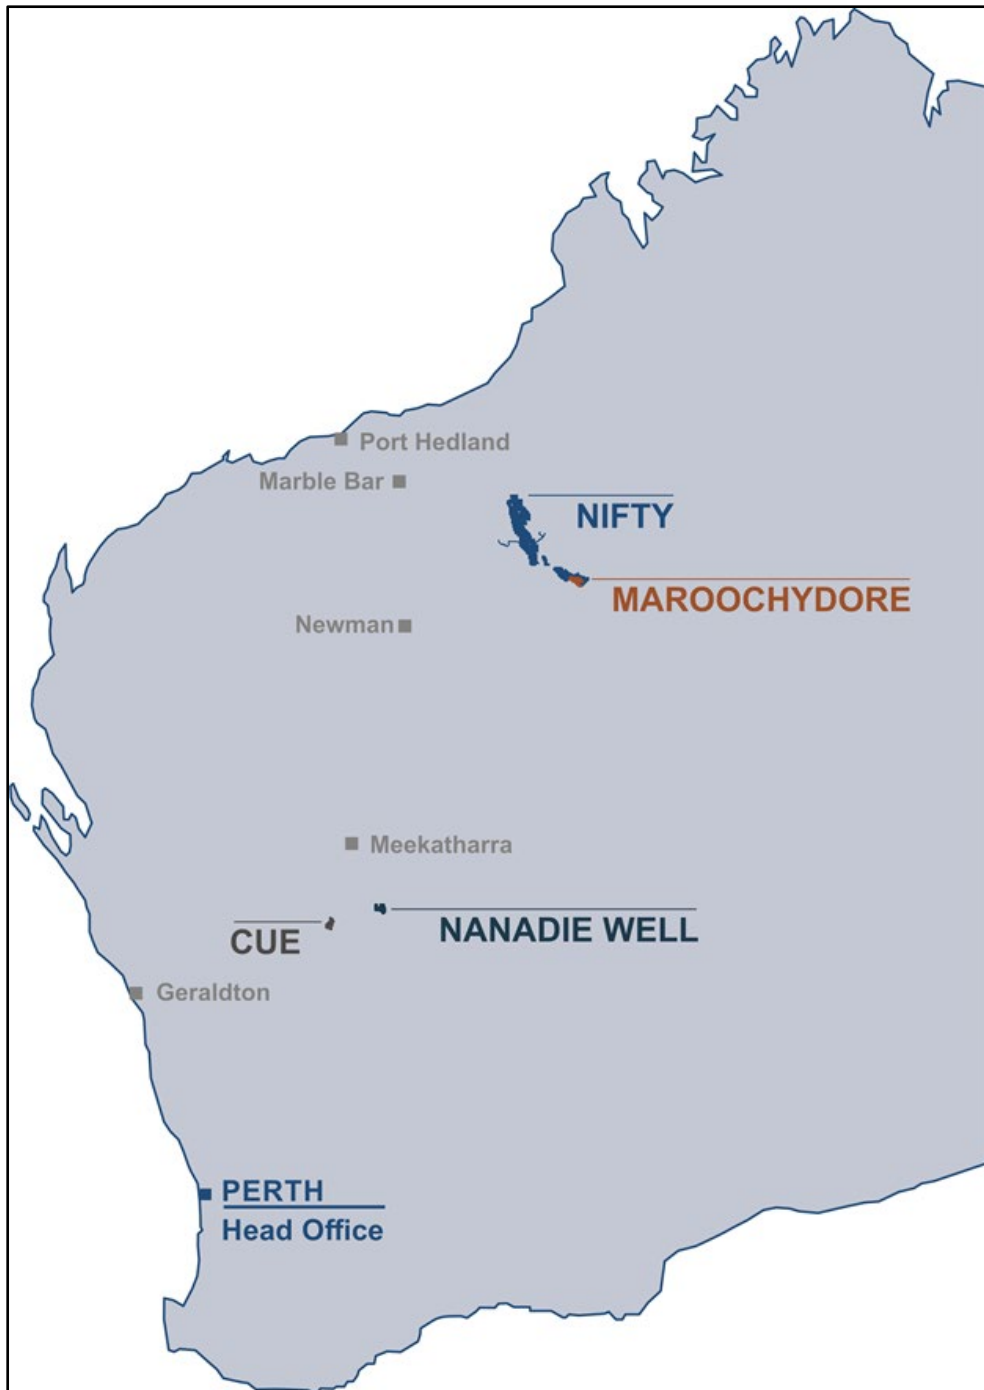 Port Hedland
Marble Bar
NIFTY
MAROOCHYDORE
Newman
Meekatharra
NANADIE WELL
CUE
Geraldton
PERTH
Head Office